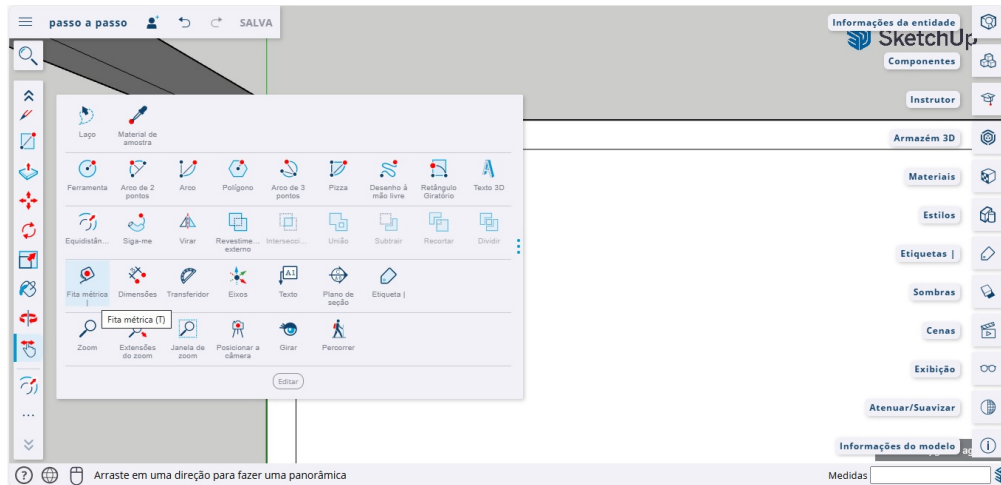 passo a passo
SALVA
Informações da entidade
SketchUp
Componentes
Instrutor
Armazém 3D
Materiais
Estilos
Etiquetas |
Sombras
Cenas
Exibição
Atenuar/Suavizar
Informações do modelo
Laço
Material de
amostra
Ferramenta
Arco de 2
pontos
Arco
Polígono
Arco de 3
pontos
Pizza
Desenho à
mão livre
Retângulo
Giratório
Texto 3D
Equidistân...
Siga-me
Virar
Revestime...
externo
Intersecci...
União
Subtrair
Recortar
Dividir
A1
Fita métrica
|
Dimensões
Transferidor
Eixos
Texto
Plano de
seção
Etiqueta |
Fita métrica (T)
Zoom
Extensões
do zoom
Janela de
zoom
Posicionar a
câmera
Girar
Percorrer
Editar
...
Arraste em uma direção para fazer uma panorâmica
Medidas